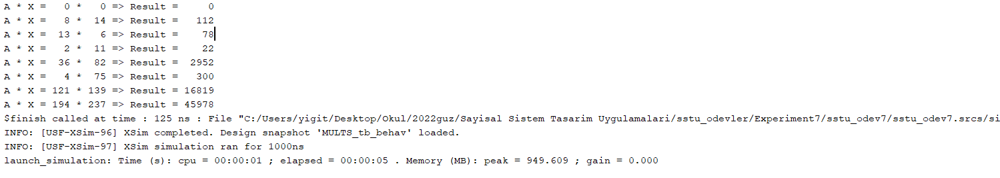 A * X =   0 *   0 => Result =     0
A * X =   8 *  14 => Result =   112
A * X =  13 *   6 => Result =    78
A * X =   2 *  11 => Result =    22
A * X =  36 *  82 => Result =  2952
A * X =   4 *  75 => Result =   300
A * X = 121 * 139 => Result = 16819
A * X = 194 * 237 => Result = 45978
$finish called at time : 125 ns : File "C:/Users/yigit/Desktop/Okul/2022guz/Sayisal Sistem Tasarim Uygulamalari/sstu_odevler/Experiment7/sstu_odev7/sstu_odev7.srcs/si
INFO: [USF-XSim-96] XSim completed. Design snapshot 'MULTS_tb_behav' loaded.
INFO: [USF-XSim-97] XSim simulation ran for 1000ns
launch_simulation: Time (s): cpu = 00:00:01 ; elapsed = 00:00:05 . Memory (MB): peak = 949.609 ; gain = 0.000